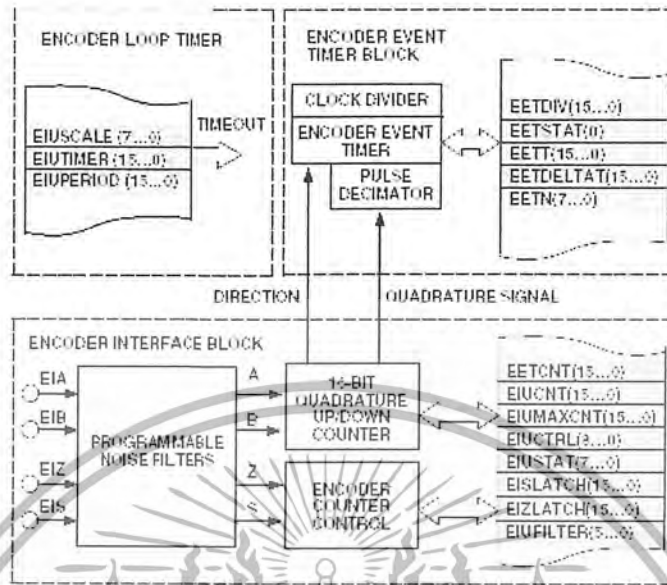 ENCODER LOOP TIMER
EIUSCALE (7...0)
EIUTIMER (15...0)
EIUPERIOD (15...0)
TIMEOUT
ENCODER EVENT
TIMER BLOCK
CLOCK DIVIDER
ENCODER EVENT
TIMER
PULSE
DECIMATOR
EETDIV(15...0)
EETSTAT(0)
EETT(15...0)
EETDELTAT(15...0)
EETN(7...0)
DIRECTION
QUADRATURE SIGNAL
ENCODER INTERFACE BLOCK
EIA
EIB
EIZ
EIS
PROGRAMMABLE
NOISE FILTERS
A
B
Z
S
16-BIT
QUADRATURE
UP/DOWN
COUNTER
ENCODER
COUNTER
CONTROL
EETCNT(15...0)
EIUCNT(15...0)
EIUMAXCNT(15...0)
EIUCTRL(8...0)
EIUSTAT(7...0)
EISLATCH(15...0)
EIZLATCH(15...0)
EIUFILTER(5...0)